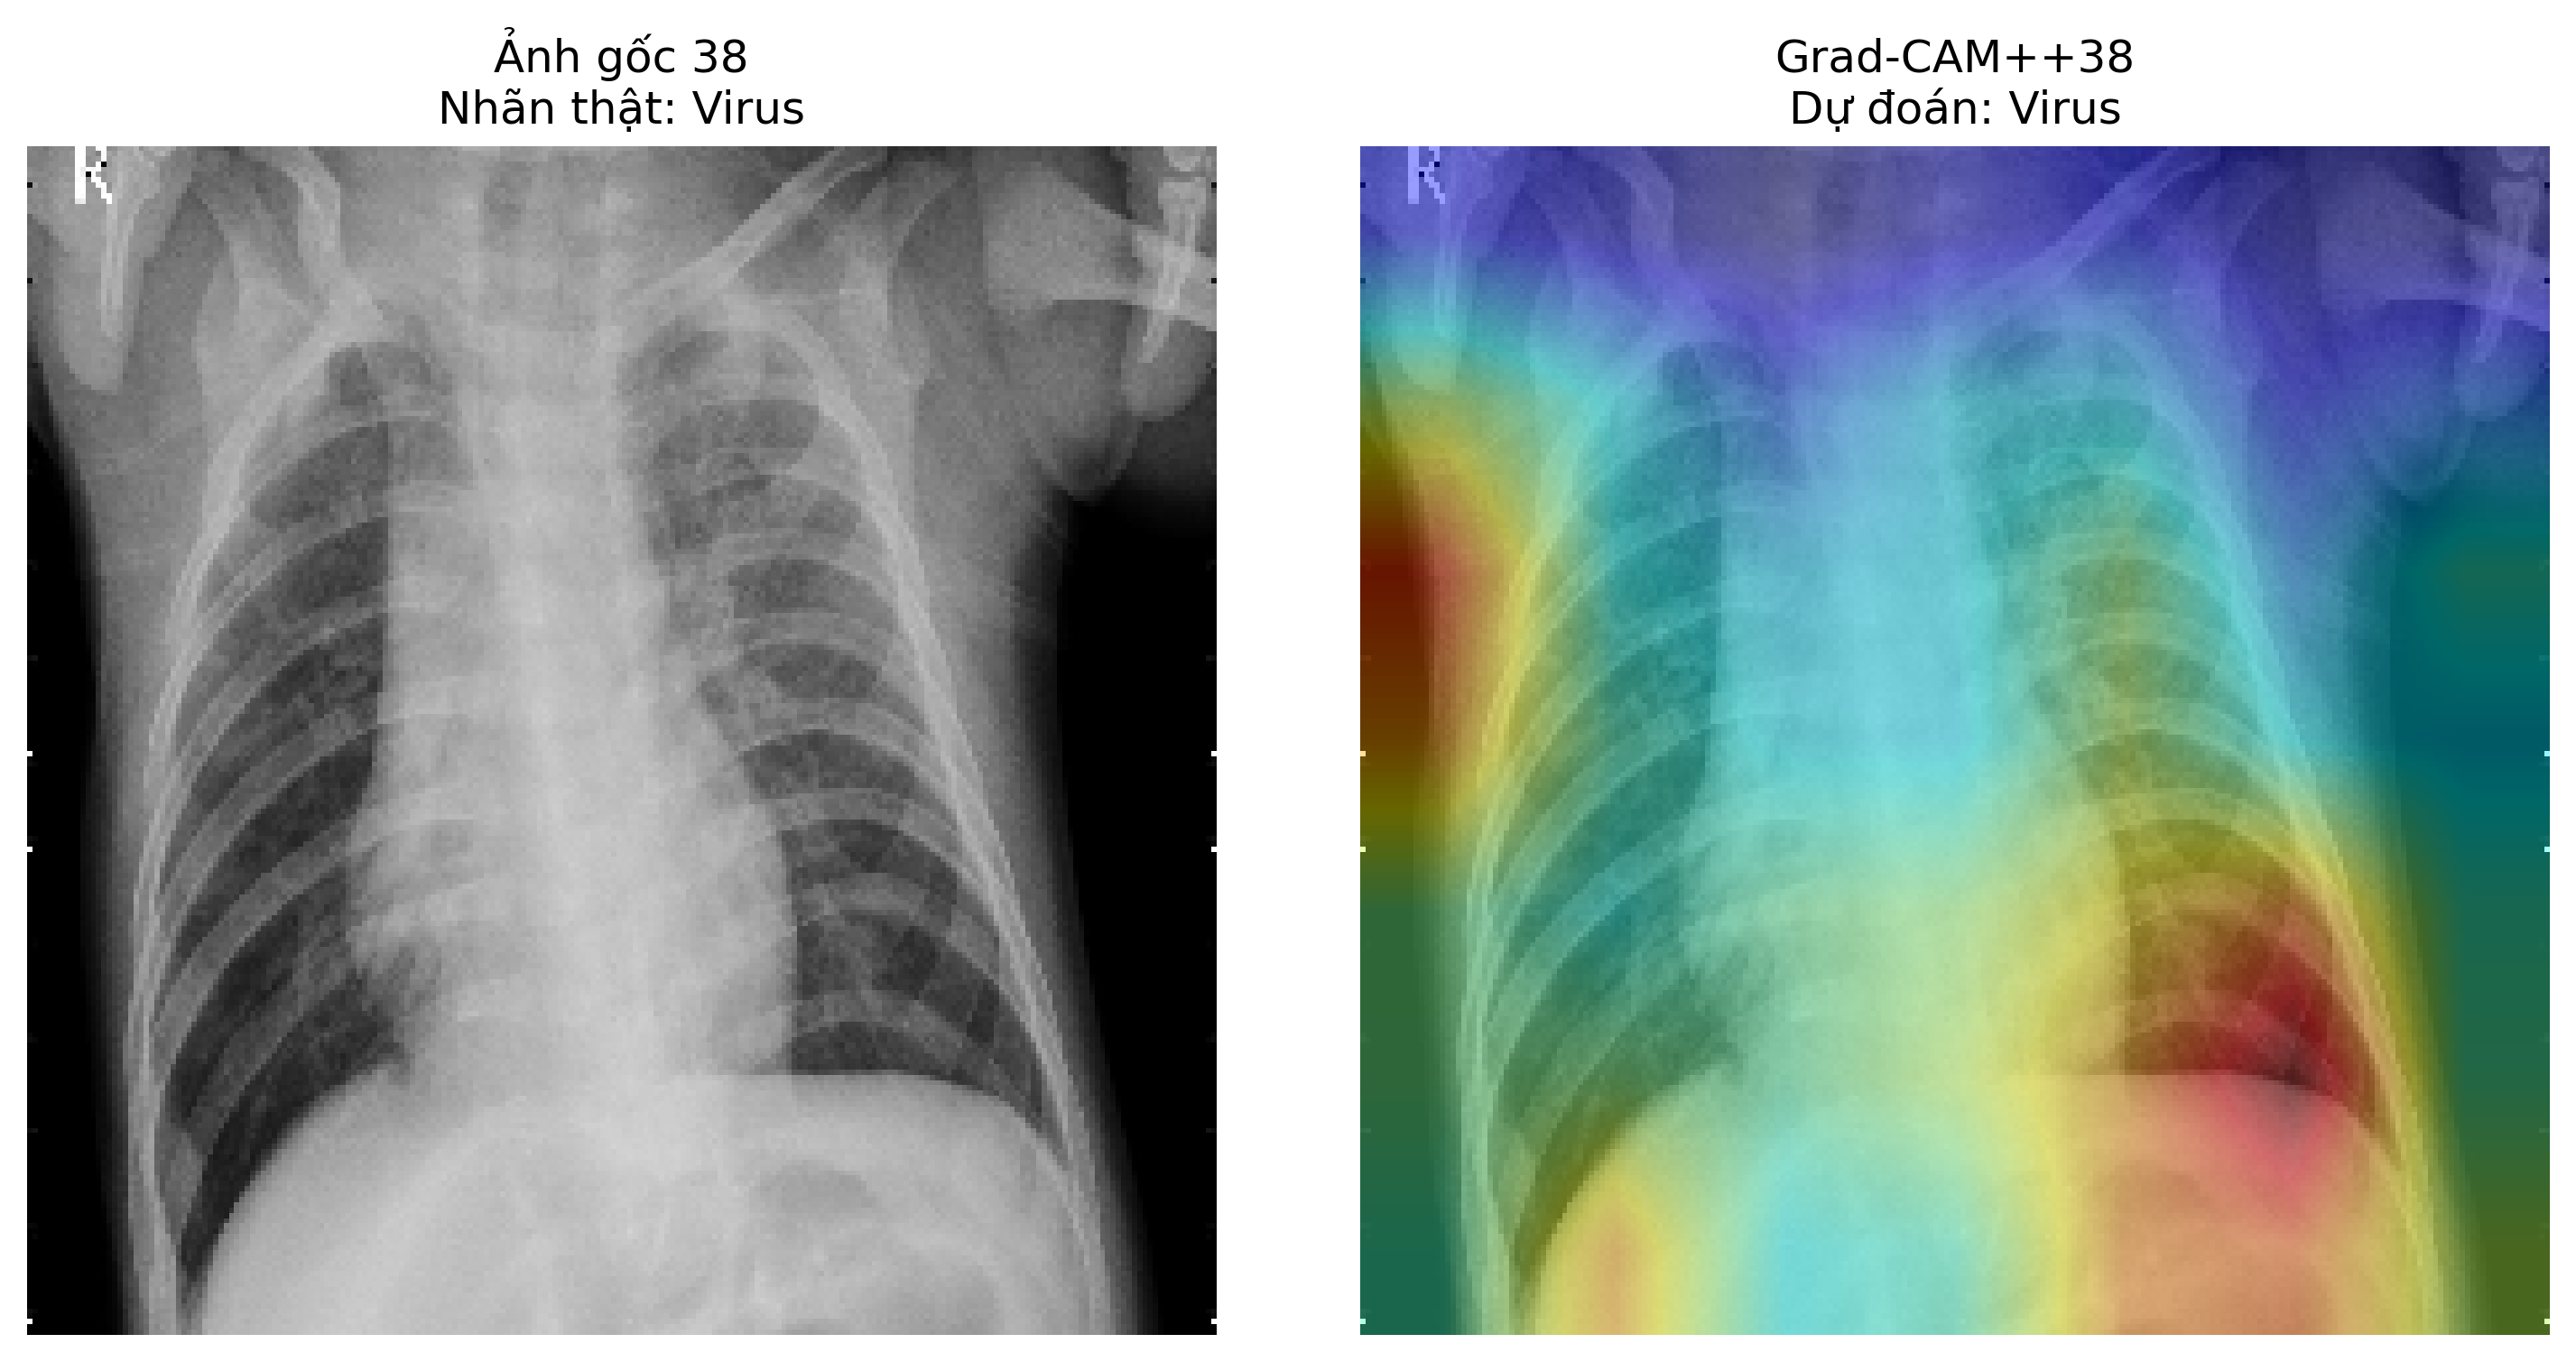 Ảnh gốc 38
Nhãn thật: Virus
Grad-CAM++38
Dự đoán: Virus
R
R